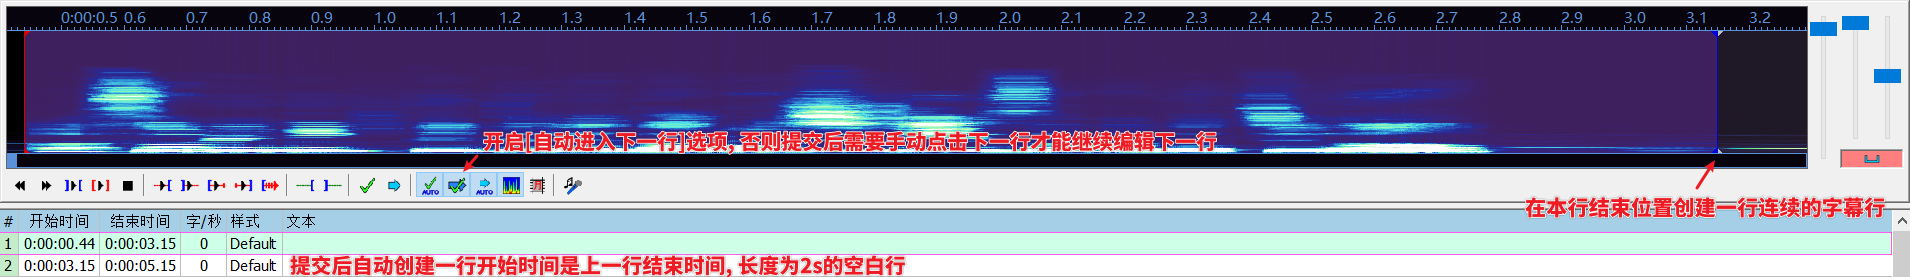 0:00:0.5 0.6 0.7 0.8 0.9 1.0 1.1 1.2 1.3 1.4 1.5 1.6 1.7 1.8 1.9 2.0 2.1 2.2 2.3 2.4 2.5 2.6 2.7 2.8 2.9 3.0 3.1 3.2
开启[自动进入下一行]选项, 否则提交后需要手动点击下一行才能继续编辑下一行
AUTO AUTO
在本行结束位置创建一行连续的字幕行
# 开始时间 结束时间 字/秒 样式 文本
1 0:00:00.44 0:00:03.15 0 Default
2 0:00:03.15 0:00:05.15 0 Default 提交后自动创建一行开始时间是上一行结束时间, 长度为2s的空白行